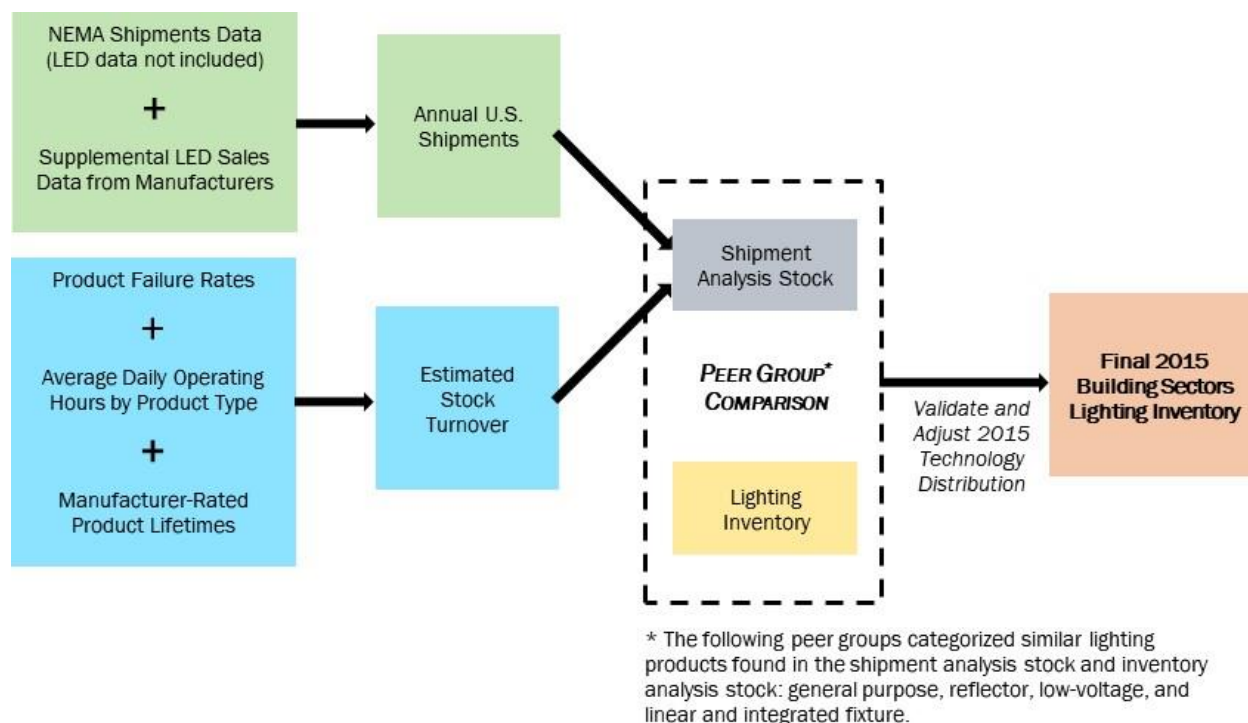 NEMA Shipments Data
(LED data not included)
+
Supplemental LED Sales
Data from Manufacturers
Annual U.S.
Shipments
Product Failure Rates
+
Average Daily Operating
Hours by Product Type
+
Manufacturer-Rated
Product Lifetimes
Estimated
Stock
Turnover
Shipment
Analysis Stock
PEER GROUP*
COMPARISON
Lighting
Inventory
Validate and
Adjust 2015
Technology
Distribution
Final 2015
Building Sectors
Lighting Inventory
* The following peer groups categorized similar lighting
products found in the shipment analysis stock and inventory
analysis stock: general purpose, reflector, low-voltage, and
linear and integrated fixture.